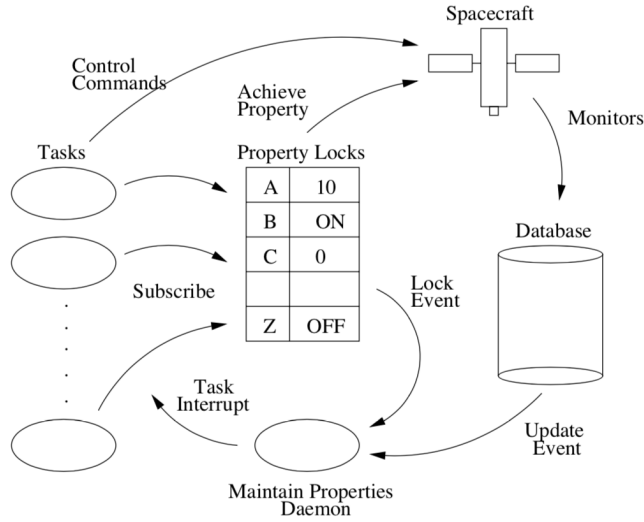 Spacecraft
Control
Commands
Achieve
Property
Monitors
Tasks
Property Locks
A 10
B ON
C 0
Z OFF
Database
Subscribe
Lock
Event
Task
Interrupt
Update
Event
Maintain Properties
Daemon